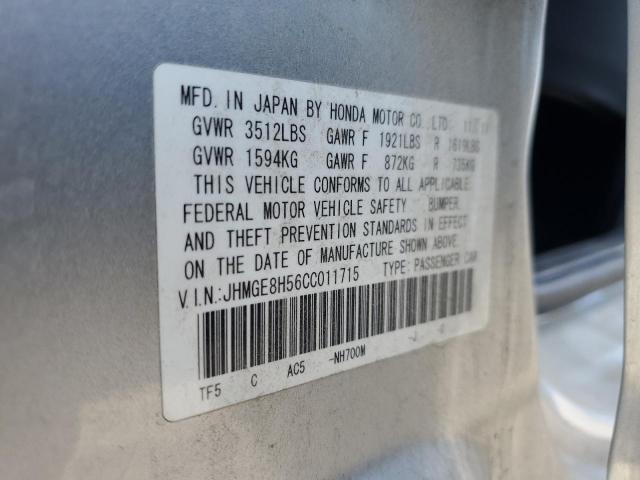 MFD. IN JAPAN BY HONDA MOTOR CO., LTD.
GVWR 3512LBS GAWR F 1921LBS R 1619LBS
GVWR 1594KG GAWR F 872KG R 735KG
THIS VEHICLE CONFORMS TO ALL APPLICABLE
FEDERAL MOTOR VEHICLE SAFETY BUMPER,
AND THEFT PREVENTION STANDARDS IN EFFECT
ON THE DATE OF MANUFACTURE SHOWN ABOVE.
V.I.N.:JHMGE8H56CC011715 TYPE: PASSENGER CAR
TF5 C AC5 -NH700M -J